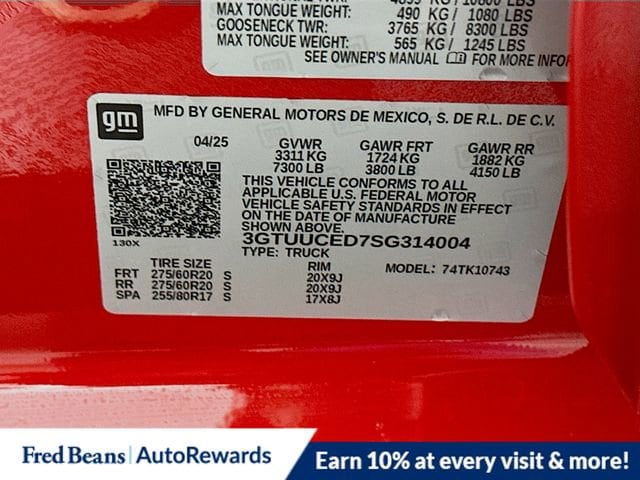 MAX TONGUE WEIGHT: 490 KG / 1080 LBS
GOOSENECK TWR: 3765 KG / 8300 LBS
MAX TONGUE WEIGHT: 565 KG / 1245 LBS
SEE OWNER'S MANUAL FOR MORE INFOR
gm
MFD BY GENERAL MOTORS DE MEXICO, S. DE R.L. DE C.V.
04/25 GVWR GAWR FRT GAWR RR
3311 KG 1724 KG 1882 KG
7300 LB 3800 LB 4150 LB
THIS VEHICLE CONFORMS TO ALL
APPLICABLE U.S. FEDERAL MOTOR
VEHICLE SAFETY STANDARDS IN EFFECT
ON THE DATE OF MANUFACTURE
SHOWN ABOVE.
130X
3GTUUCED7SG314004
TYPE: TRUCK
TIRE SIZE RIM MODEL: 74TK10743
FRT 275/60R20 S 20X9J
RR 275/60R20 S 20X9J
SPA 255/80R17 S 17X8J
Fred Beans AutoRewards
Earn 10% at every visit & more!